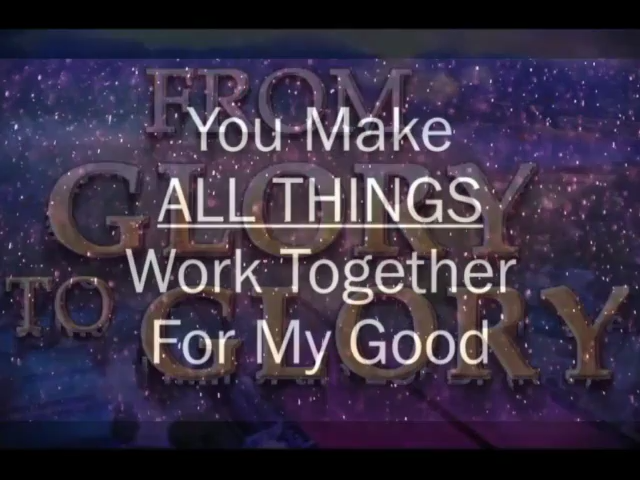 FROM
GLORY
TO GLORY
You Make
ALL THINGS
Work Together
For My Good